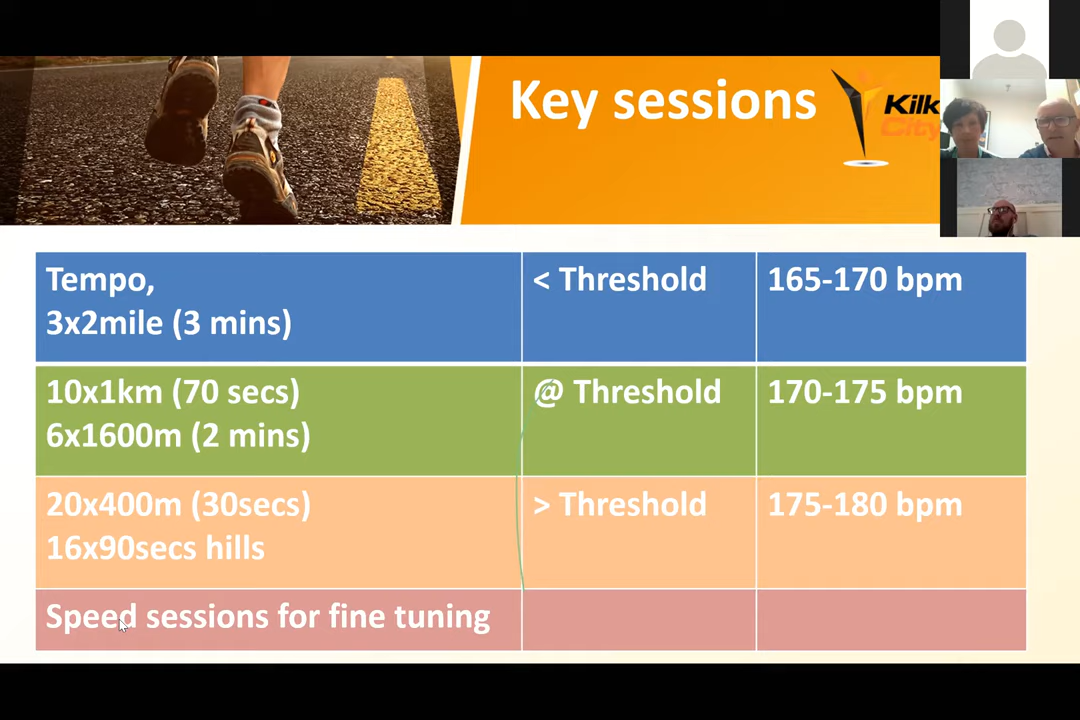 Key sessions
Kilk
City
Tempo,
3x2mile (3 mins)
< Threshold
165-170 bpm
10x1km (70 secs)
6x1600m (2 mins)
@ Threshold
170-175 bpm
20x400m (30secs)
16x90secs hills
> Threshold
175-180 bpm
Speed sessions for fine tuning